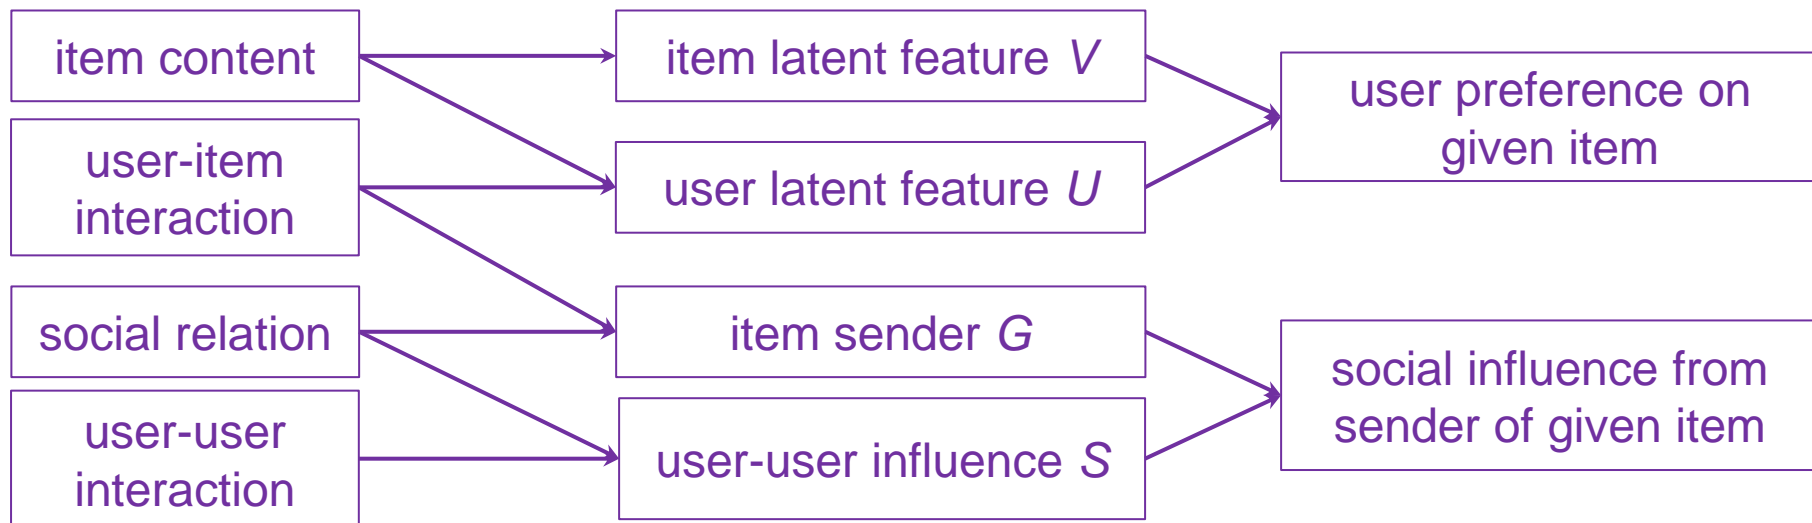 item content
user-item
interaction
social relation
user-user
interaction
item latent feature V
user latent feature U
item sender G
user-user influence S
user preference on
given item
social influence from
sender of given item